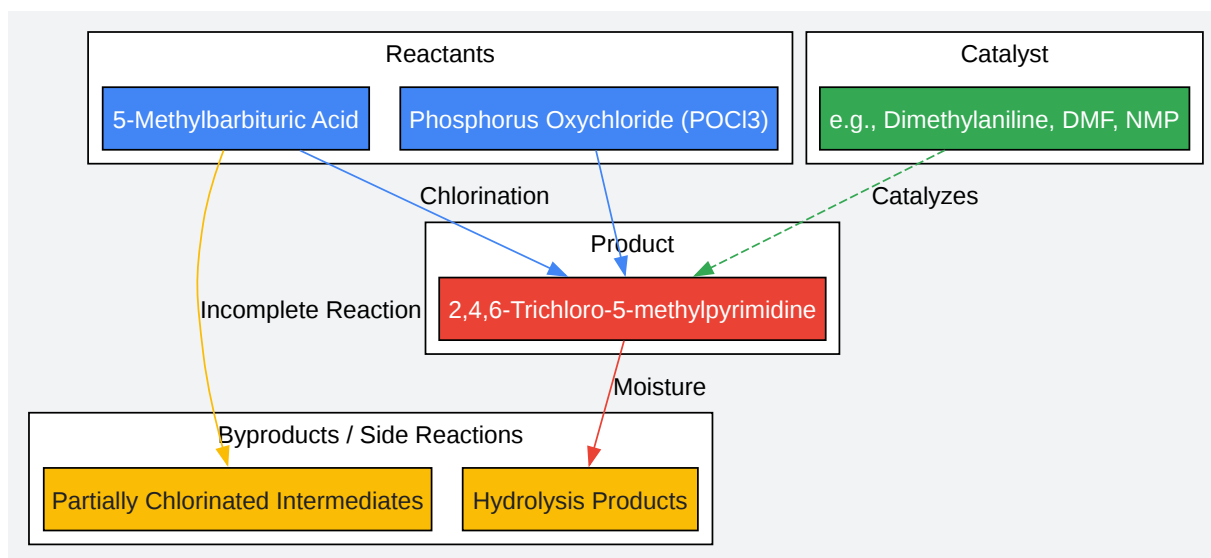 Reactants
Catalyst
5-Methylbarbituric Acid
Phosphorus Oxychloride (POCl3)
e.g., Dimethylaniline, DMF, NMP
Chlorination
Catalyzes
Product
Incomplete Reaction
2,4,6-Trichloro-5-methylpyrimidine
Moisture
Byproducts / Side Reactions
Partially Chlorinated Intermediates
Hydrolysis Products